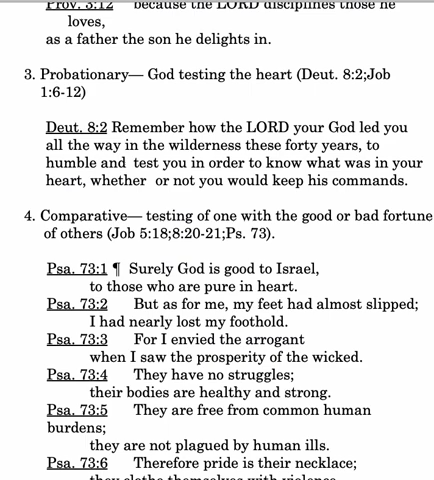 Prov. 3:12 because the LORD disciplines those he
loves,
as a father the son he delights in.
3. Probationary— God testing the heart (Deut. 8:2;Job
1:6-12)
Deut. 8:2 Remember how the LORD your God led you
all the way in the wilderness these forty years, to
humble and test you in order to know what was in your
heart, whether or not you would keep his commands.
4. Comparative— testing of one with the good or bad fortune
of others (Job 5:18;8:20-21;Ps. 73).
Psa. 73:1 ¶ Surely God is good to Israel,
to those who are pure in heart.
Psa. 73:2 But as for me, my feet had almost slipped;
I had nearly lost my foothold.
Psa. 73:3 For I envied the arrogant
when I saw the prosperity of the wicked.
Psa. 73:4 They have no struggles;
their bodies are healthy and strong.
Psa. 73:5 They are free from common human
burdens;
they are not plagued by human ills.
Psa. 73:6 Therefore pride is their necklace;
they clothe themselves with violence